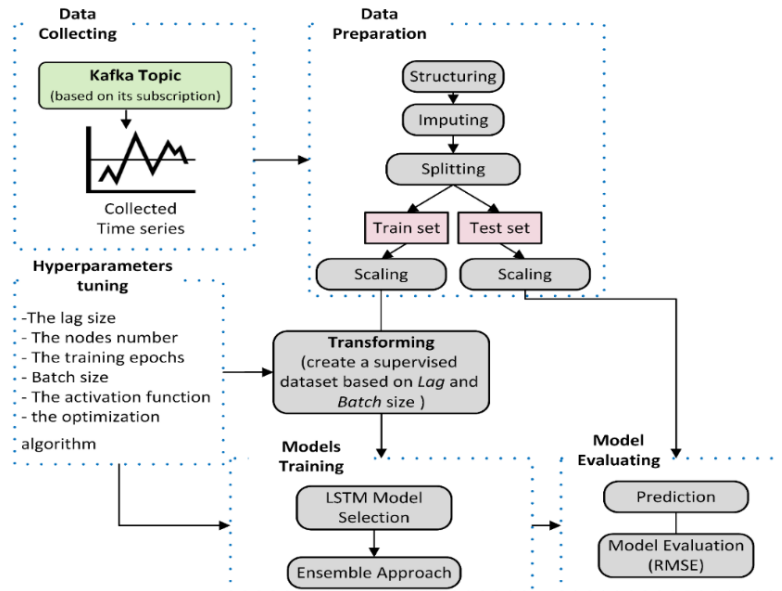 Data
Collecting
Kafka Topic
(based on its subscription)
Collected
Time series
Data
Preparation
Structuring
Imputing
Splitting
Train set
Test set
Scaling
Scaling
Hyperparameters
tuning
-The lag size
- The nodes number
- The training epochs
- Batch size
- The activation function
- the optimization
algorithm
Transforming
(create a supervised
dataset based on Lag and
Batch size )
Models
Training
LSTM Model
Selection
Ensemble Approach
Model
Evaluating
Prediction
Model Evaluation
(RMSE)